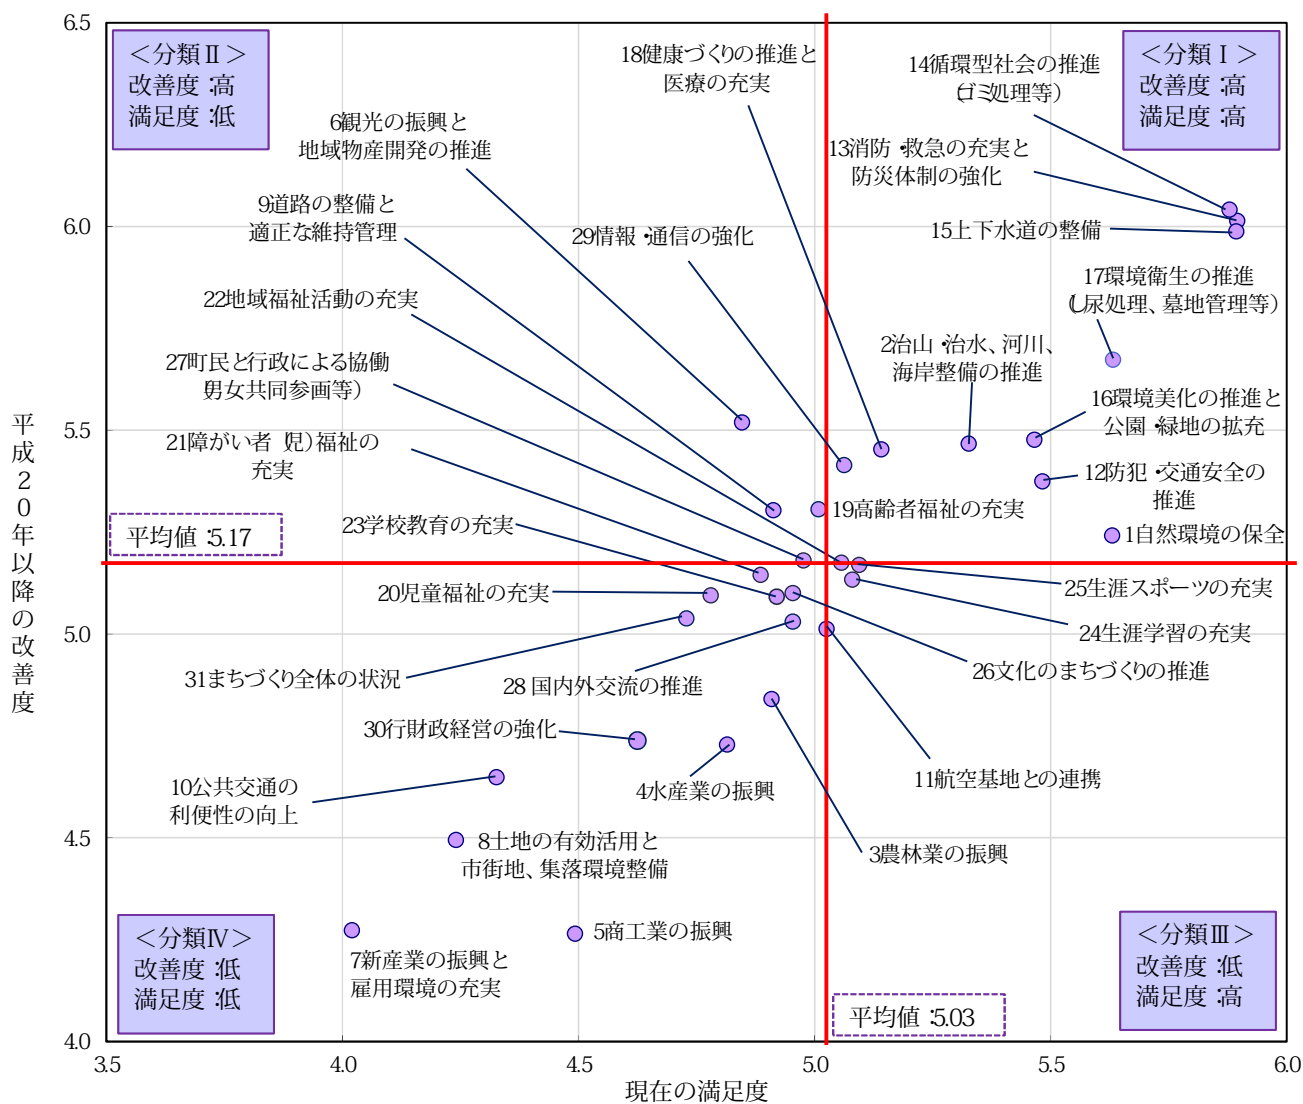 6.5
＜分類Ⅱ＞
改善度：高
満足度：低
18健康づくりの推進と
医療の充実
14循環型社会の推進
（ゴミ処理等）
＜分類Ⅰ＞
改善度：高
満足度：高
6観光の振興と
地域物産開発の推進
13消防・救急の充実と
防災体制の強化
9道路の整備と
適正な維持管理
6.0
29情報・通信の強化
15上下水道の整備
22地域福祉活動の充実
17環境衛生の推進
（し尿処理、墓地管理等）
27町民と行政による協働
（男女共同参画等）
2治山・治水、河川、
海岸整備の推進
16環境美化の推進と
公園・緑地の拡充
5.5
21障がい者（児）福祉の
充実
12防犯・交通安全の
推進
19高齢者福祉の充実
23学校教育の充実
平均値：5.17
1自然環境の保全
平成２０年以降の改善度
20児童福祉の充実
25生涯スポーツの充実
5.0
24生涯学習の充実
31まちづくり全体の状況
28 国内外交流の推進
26文化のまちづくりの推進
30行財政経営の強化
11航空基地との連携
10公共交通の
利便性の向上
4水産業の振興
4.5
8土地の有効活用と
市街地、集落環境整備
3農林業の振興
＜分類Ⅳ＞
改善度：低
満足度：低
5商工業の振興
7新産業の振興と
雇用環境の充実
＜分類Ⅲ＞
改善度：低
満足度：高
平均値：5.03
4.0
3.5
4.0
4.5
5.0
5.5
6.0
現在の満足度